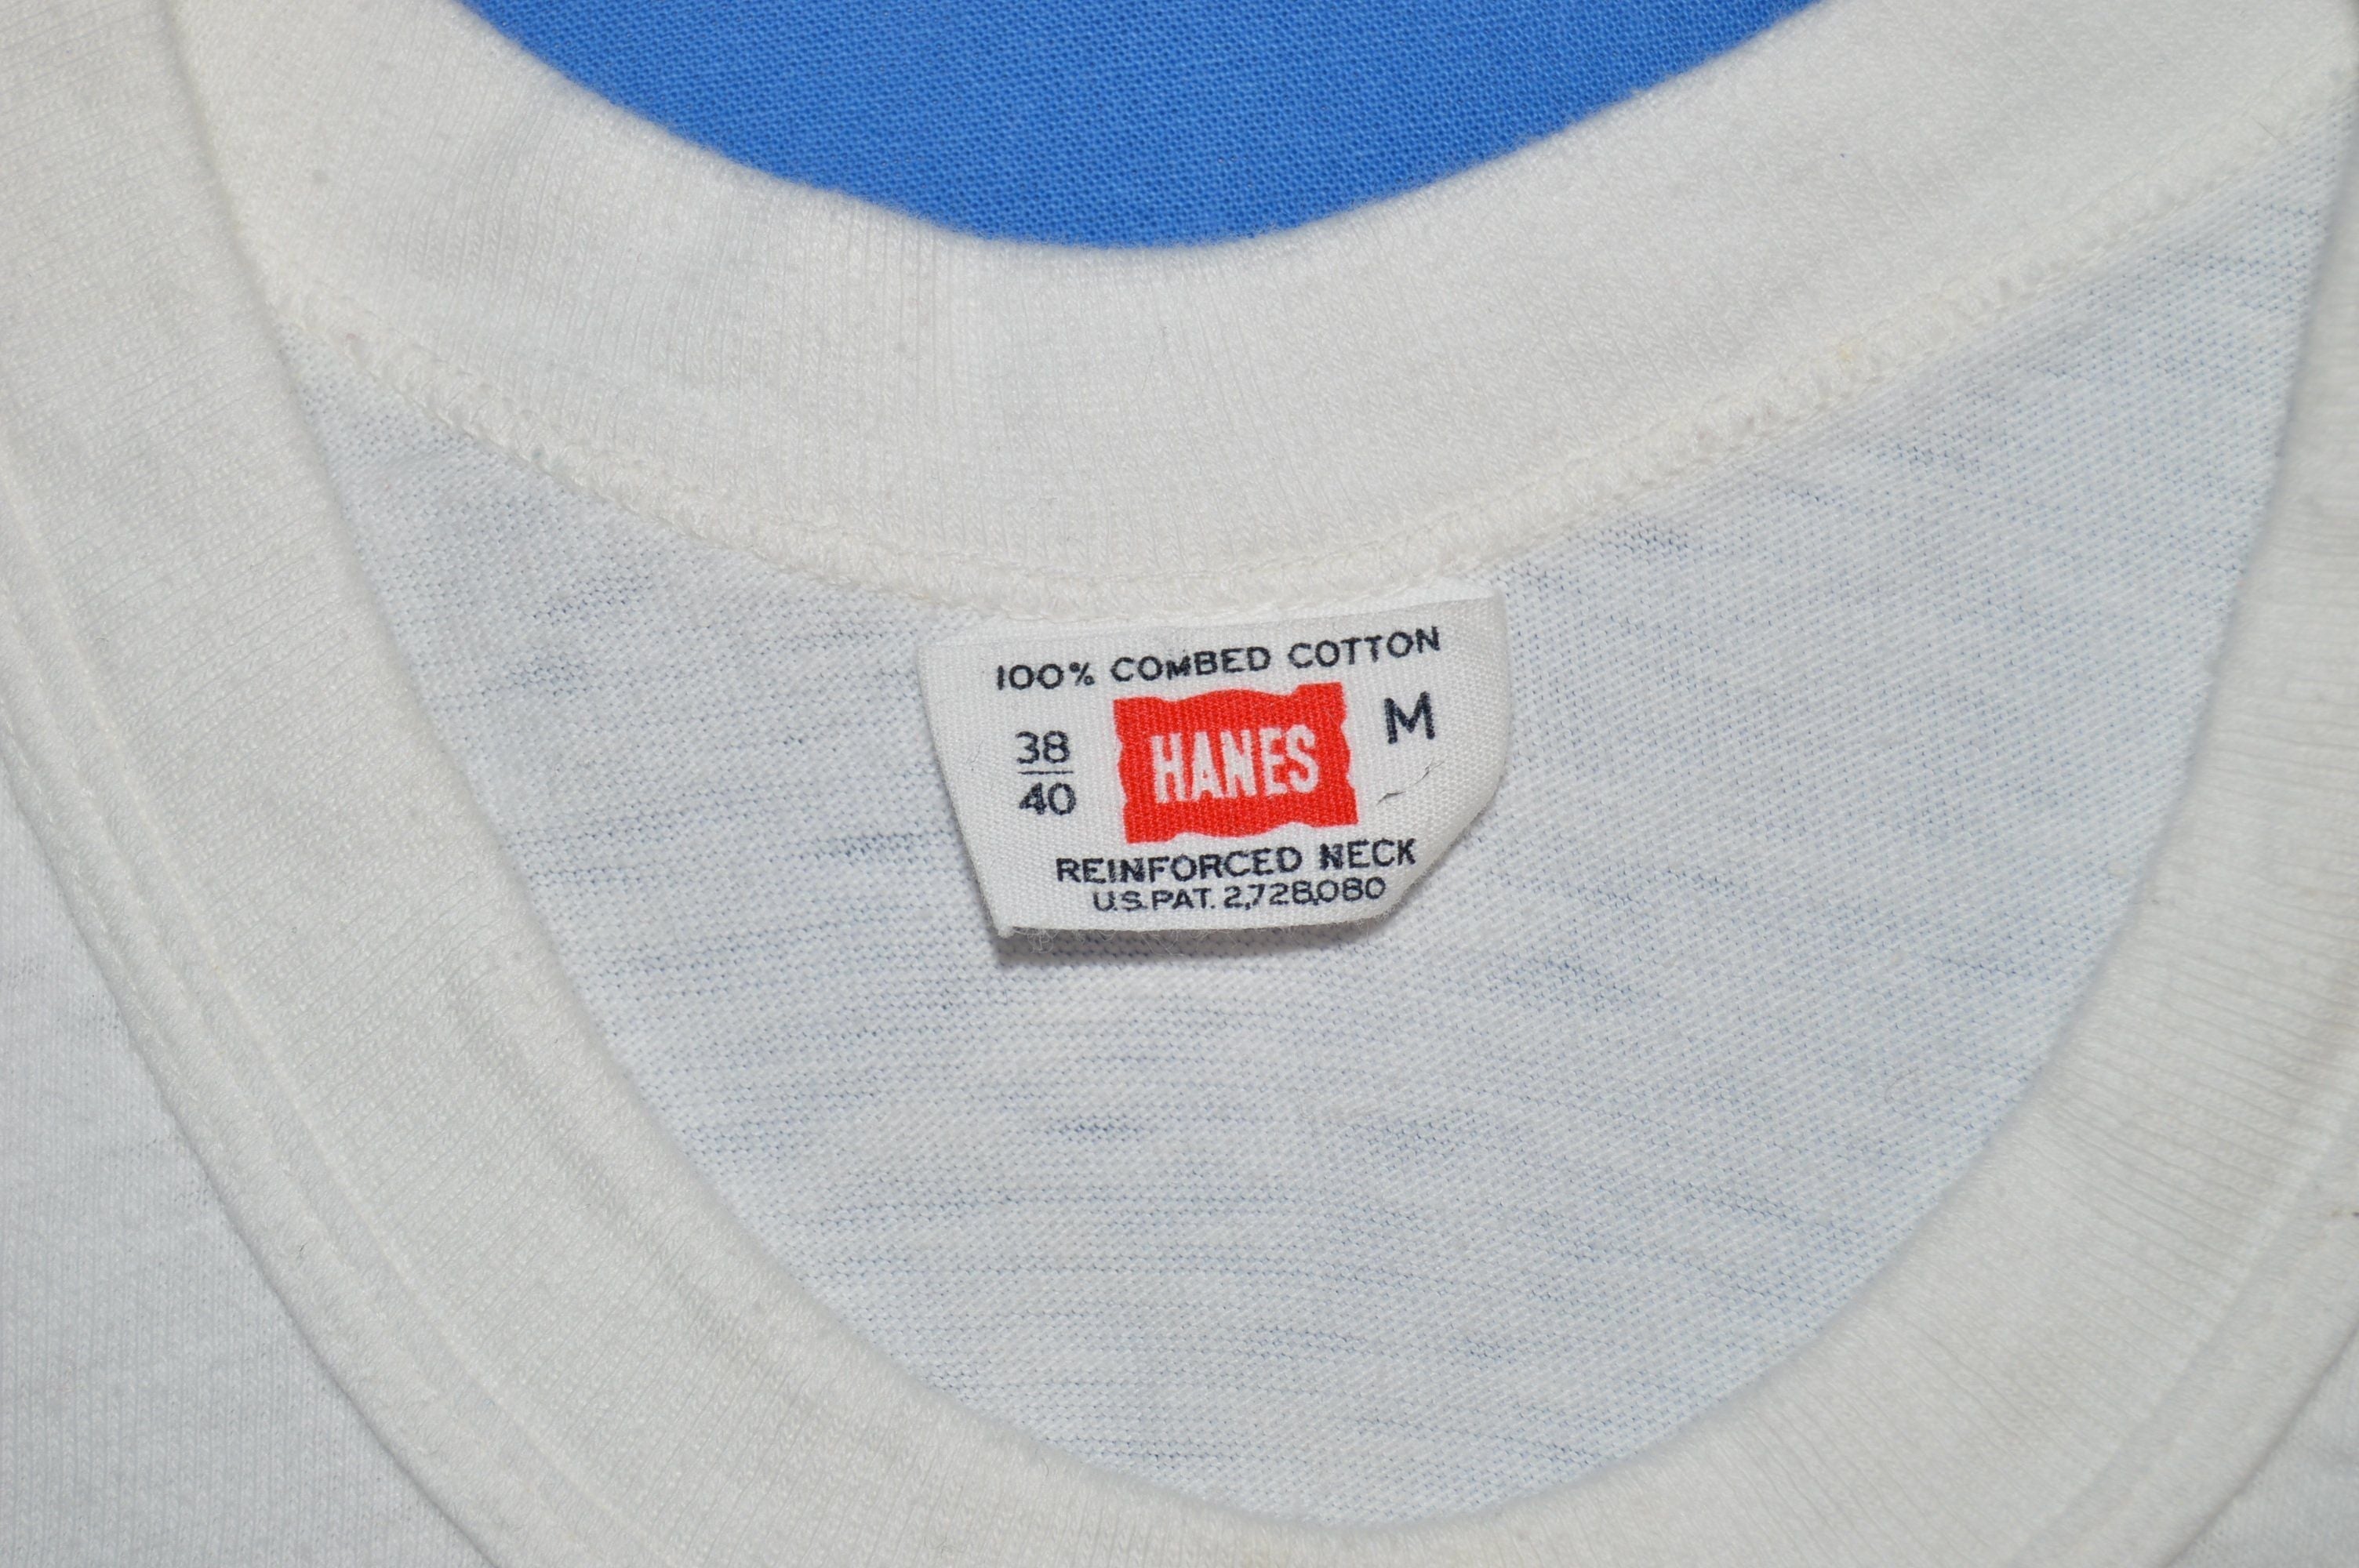 100% COMBED COTTON
38
40
HANES
M
REINFORCED NECK
U.S. PAT. 2,728,080